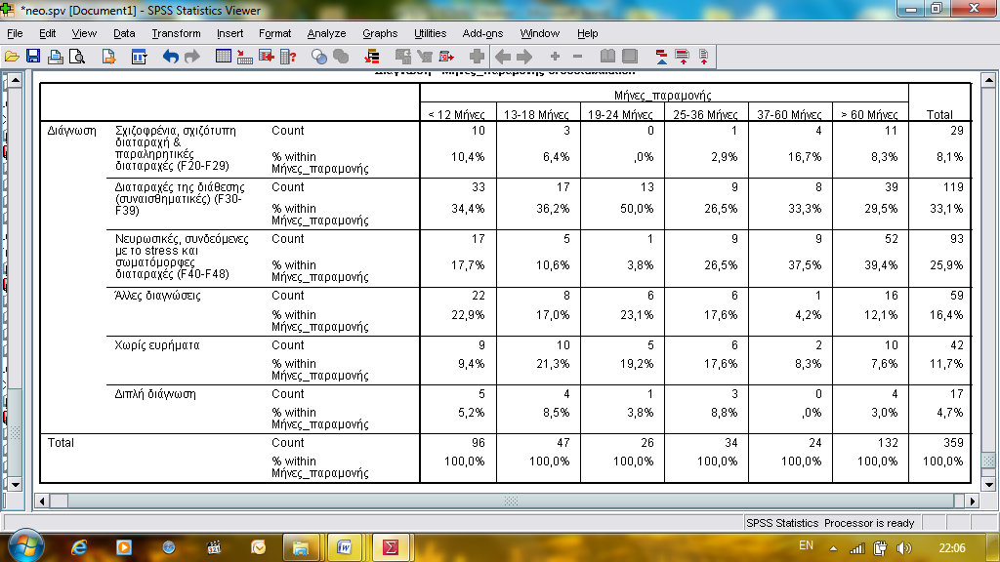 *neo.spv [Document1] - SPSS Statistics Viewer
File Edit View Data Transform Insert Format Analyze Graphs Utilities Add-ons Window Help
Διάγνωση * Μήνες_παραμονής Crosstabulation
Μήνες_παραμονής
< 12 Μήνες 13-18 Μήνες 19-24 Μήνες 25-36 Μήνες 37-60 Μήνες > 60 Μήνες Total
Διάγνωση Σχιζοφρένια, σχιζότυπη Count 10 3 0 1 4 11 29
διαταραχή &
παραληρητικές % within 10,4% 6,4% ,0% 2,9% 16,7% 8,3% 8,1%
διαταραχές (F20-F29) Μήνες_παραμονής
Διαταραχές της διάθεσης Count 33 17 13 9 8 39 119
(συναισθηματικές) (F30-
F39) % within 34,4% 36,2% 50,0% 26,5% 33,3% 29,5% 33,1%
Μήνες_παραμονής
Νευρωσικές, συνδεόμενες Count 17 5 1 9 9 52 93
με το stress και
σωματόμορφες % within 17,7% 10,6% 3,8% 26,5% 37,5% 39,4% 25,9%
διαταραχές (F40-F48) Μήνες_παραμονής
Άλλες διαγνώσεις Count 22 8 6 6 1 16 59
% within 22,9% 17,0% 23,1% 17,6% 4,2% 12,1% 16,4%
Μήνες_παραμονής
Χωρίς ευρήματα Count 9 10 5 6 2 10 42
% within 9,4% 21,3% 19,2% 17,6% 8,3% 7,6% 11,7%
Μήνες_παραμονής
Διπλή διάγνωση Count 5 4 1 3 0 4 17
% within 5,2% 8,5% 3,8% 8,8% ,0% 3,0% 4,7%
Μήνες_παραμονής
Total Count 96 47 26 34 24 132 359
% within 100,0% 100,0% 100,0% 100,0% 100,0% 100,0% 100,0%
Μήνες_παραμονής
SPSS Statistics Processor is ready
EN 22:06